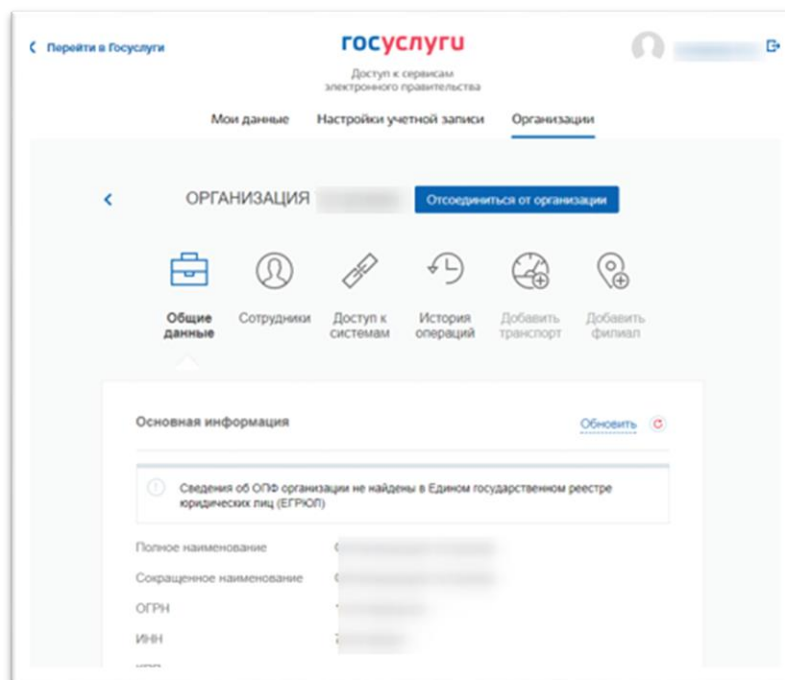 Перейти в Госуслуги
госуслуги
Доступ к сервисам
электронного правительства
Мои данные Настройки учетной записи Организации
ОРГАНИЗАЦИЯ Отсоединиться от организации
Общие данные Сотрудники Доступ к системам История операций Добавить транспорт Добавить филиал
Основная информация Обновить
Сведения об ОПФ организации не найдены в Едином государственном реестре
юридических лиц (ЕГРЮЛ)
Полное наименование
Сокращенное наименование
ОГРН
ИНН